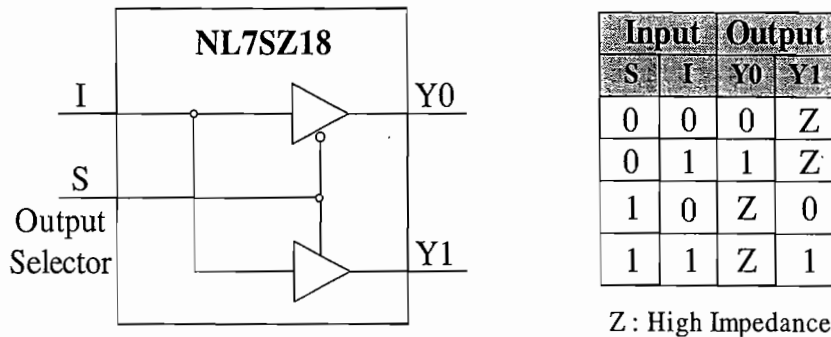 NL7SZ18
I
Y0
S
Output
Selector
Y1
Input Output
S I Y0 Y1
0 0 0 Z
0 1 1 Z
1 0 Z 0
1 1 Z 1
Z : High Impedance